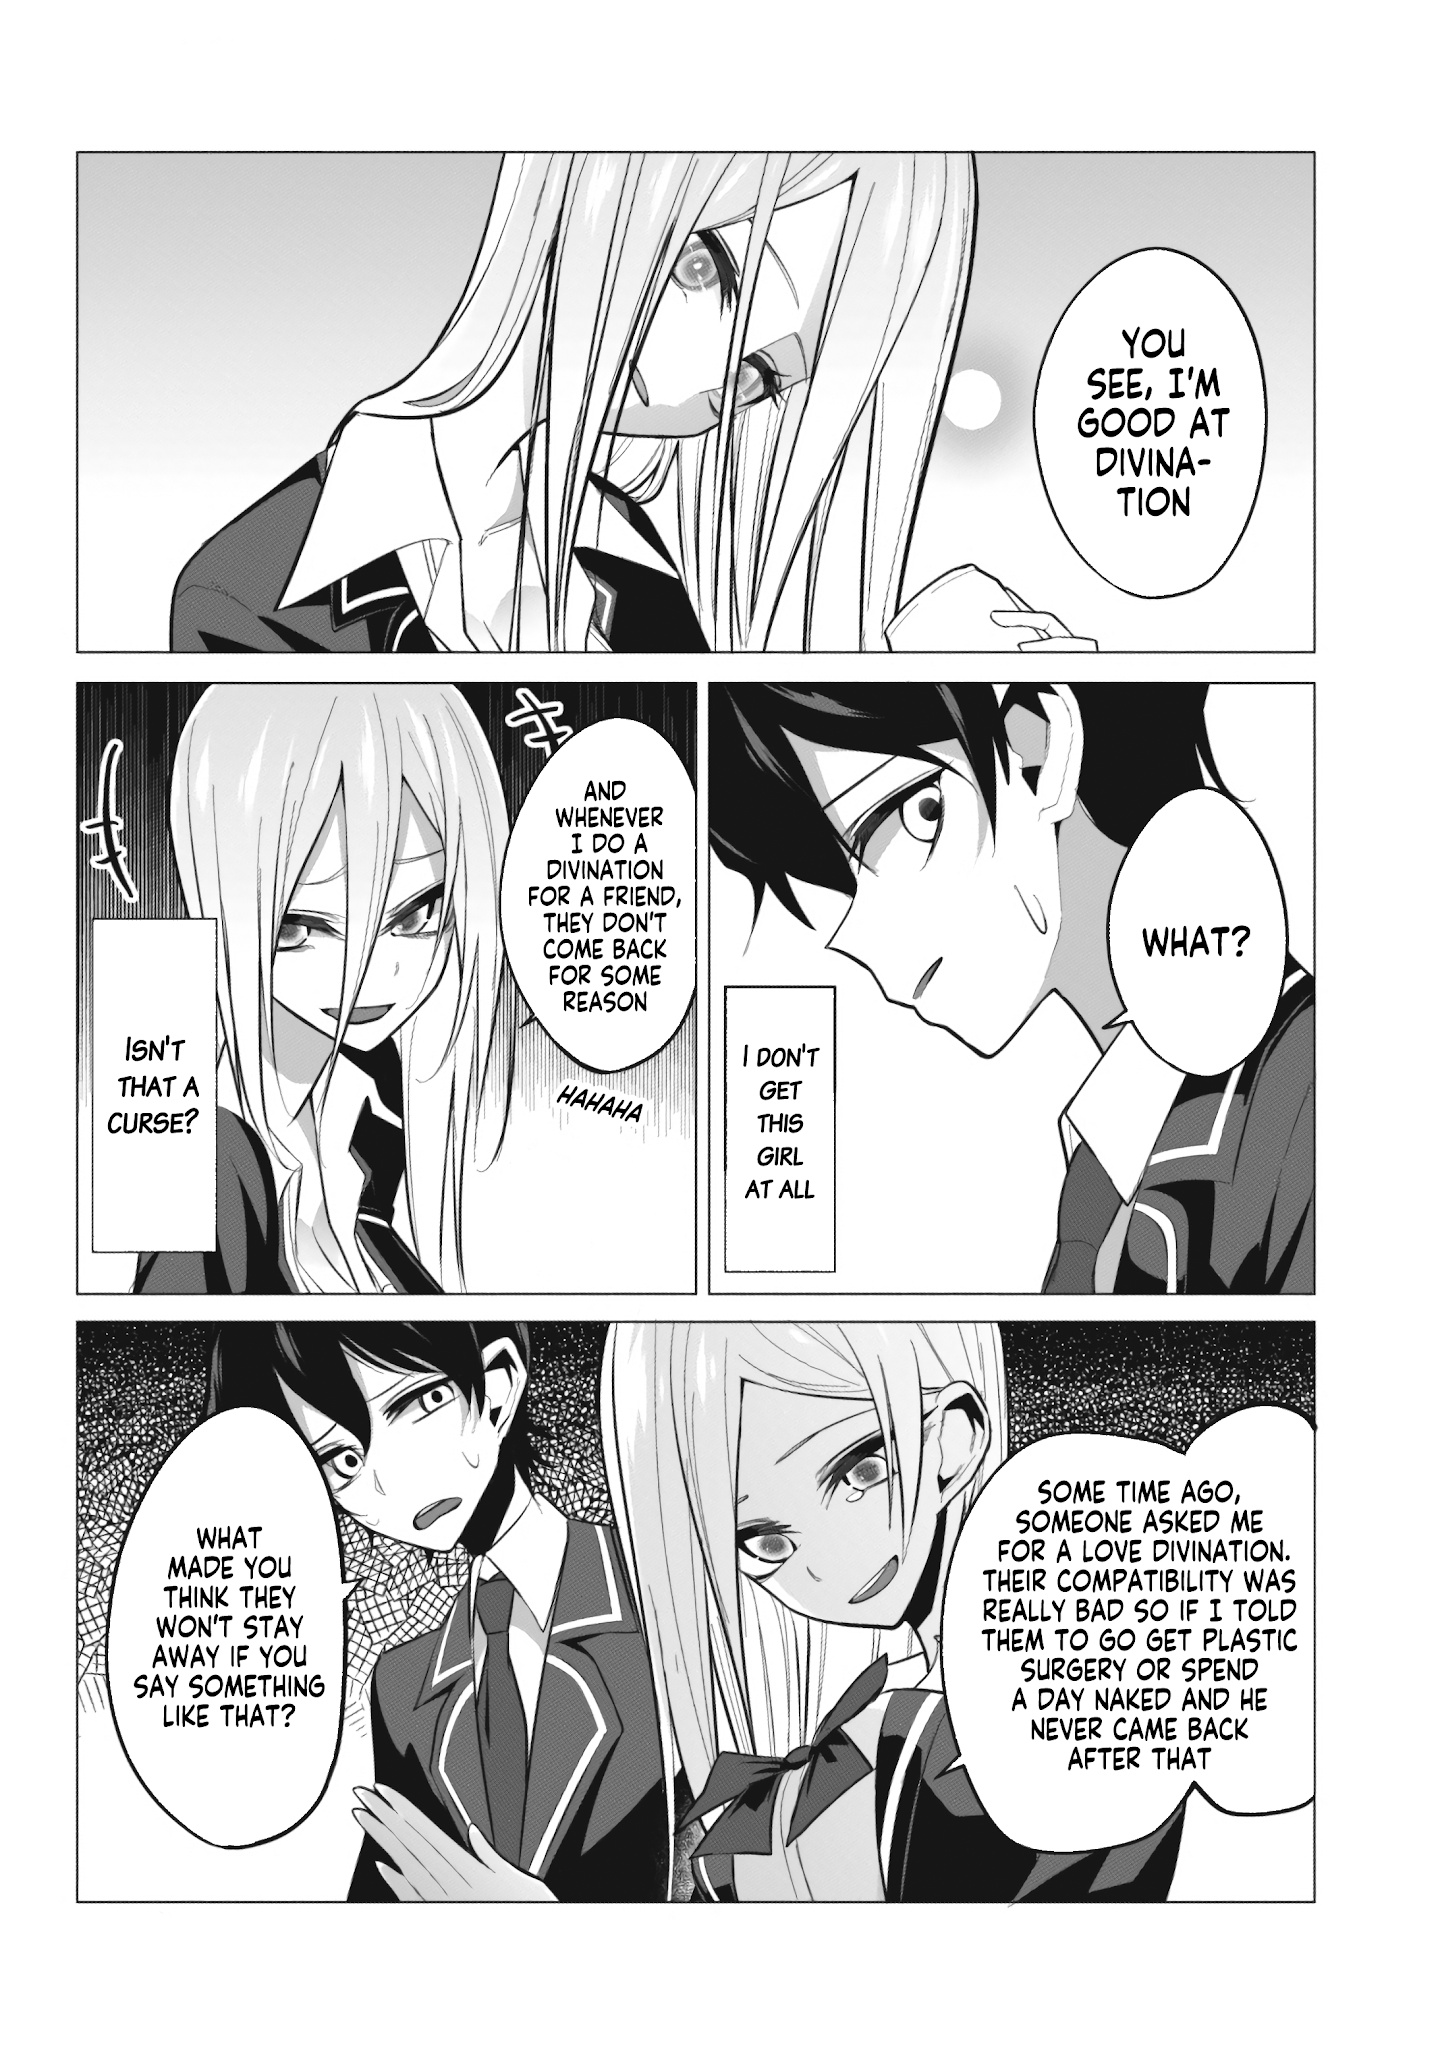 YOU
SEE, I'M
GOOD AT
DIVINA-
TION
WHAT?
I DON'T
GET
THIS
GIRL
AT ALL
AND
WHENEVER
I DO A
DIVINATION
FOR A FRIEND,
THEY DON'T
COME BACK
FOR SOME
REASON
HAHAHA
ISN'T
THAT A
CURSE?
SOME TIME AGO,
SOMEONE ASKED ME
FOR A LOVE DIVINATION.
THEIR COMPATIBILITY WAS
REALLY BAD SO IF I TOLD
THEM TO GO GET PLASTIC
SURGERY OR SPEND
A DAY NAKED AND HE
NEVER CAME BACK
AFTER THAT
WHAT
MADE YOU
THINK THEY
WON'T STAY
AWAY IF YOU
SAY SOMETHING
LIKE THAT?